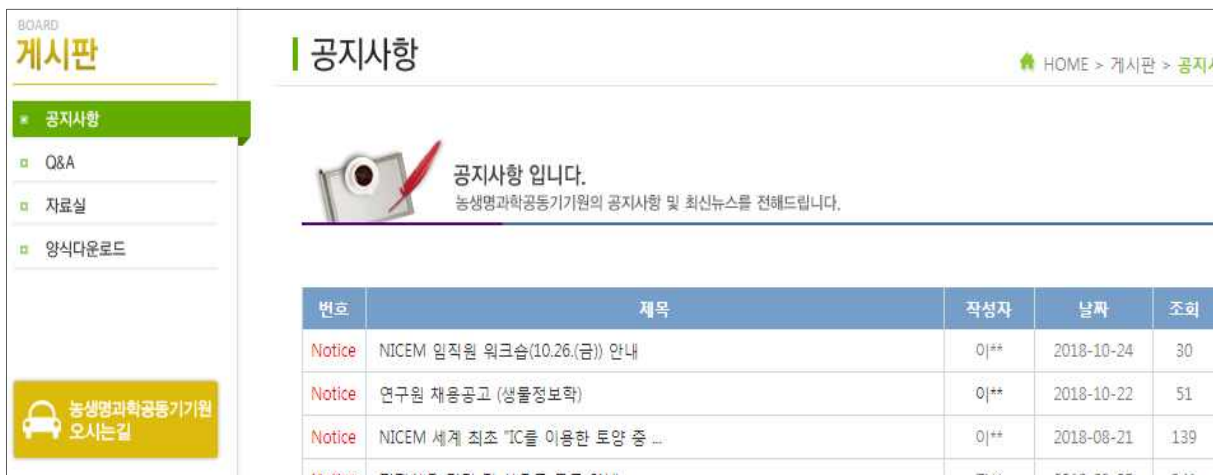 BOARD
게시판
공지사항
Q&A
자료실
양식다운로드
농생명과학공동기기원
오시는길
공지사항
HOME > 게시판 >
공지사항 입니다.
농생명과학공동기기원의 공지사항 및 최신뉴스를 전해드립니다.
번호 제목 작성자 날짜 조회
Notice NICEM 임직원 워크숍(10.26.(금)) 안내 이** 2018-10-24 30
Notice 연구원 채용공고 (생물정보학) 이** 2018-10-22 51
Notice NICEM 세계 최초 "IC를 이용한 토양 중 ... 이** 2018-08-21 139